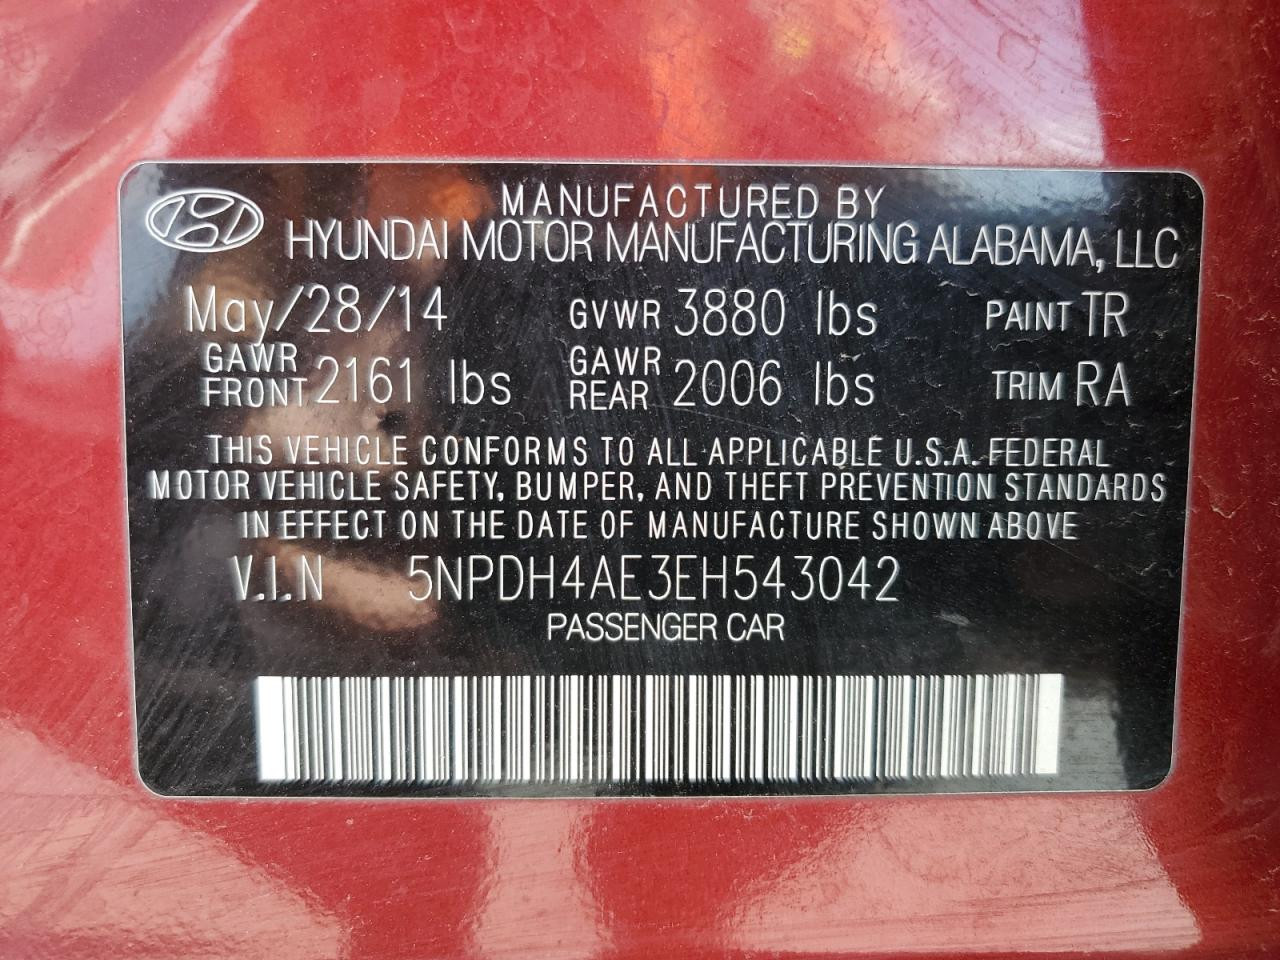 MANUFACTURED BY
HYUNDAI MOTOR MANUFACTURING ALABAMA, LLC
May/28/14 GVWR 3880 lbs PAINT TR
GAWR FRONT 2161 lbs GAWR REAR 2006 lbs TRIM RA
THIS VEHICLE CONFORMS TO ALL APPLICABLE U.S.A. FEDERAL
MOTOR VEHICLE SAFETY, BUMPER, AND THEFT PREVENTION STANDARDS
IN EFFECT ON THE DATE OF MANUFACTURE SHOWN ABOVE
V.I.N 5NPDH4AE3EH543042
PASSENGER CAR